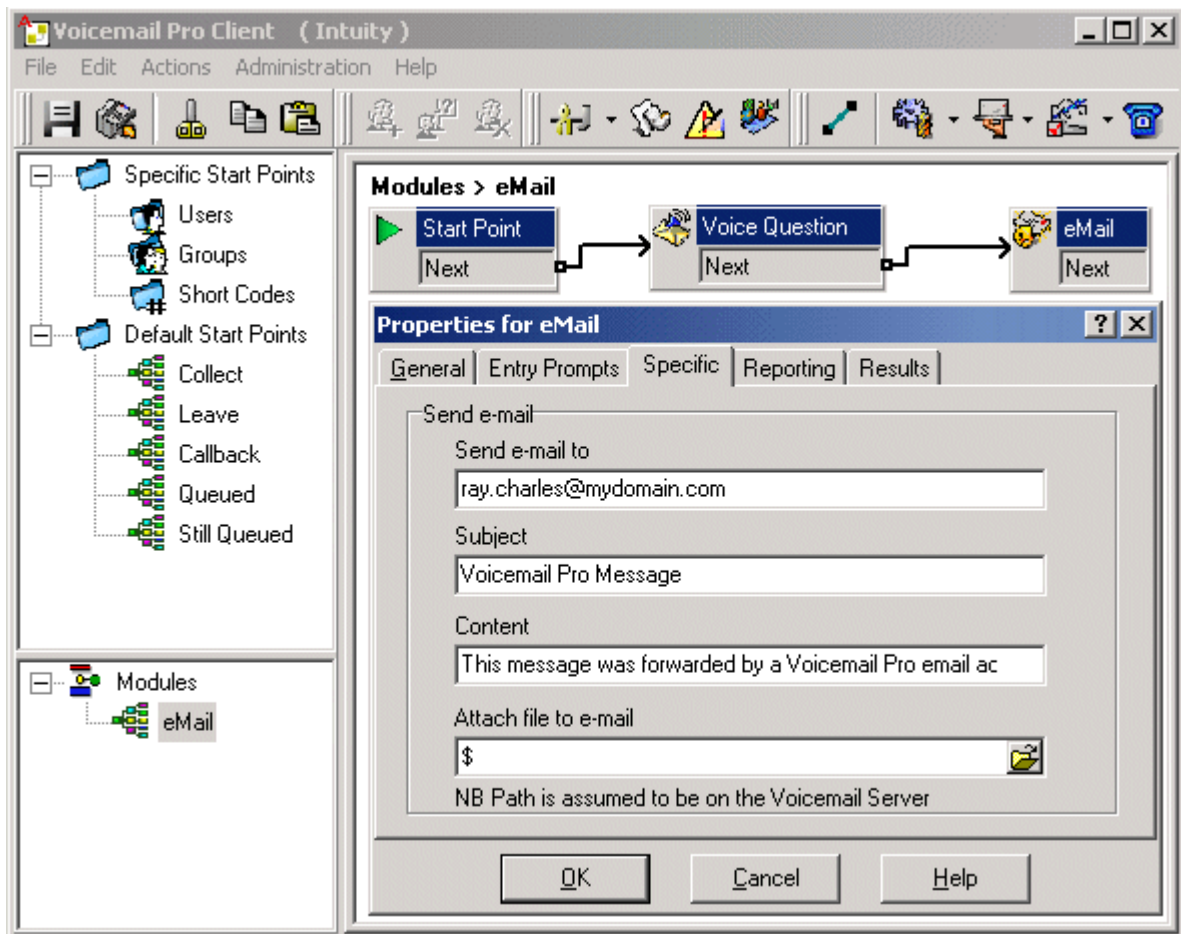 Voicemail Pro Client (Intuity)
File Edit Actions Administration Help
Specific Start Points
Users
Groups
Short Codes
Default Start Points
Collect
Leave
Callback
Queued
Still Queued
Modules
eMail
Modules > eMail
Start Point
Next
Voice Question
Next
eMail
Next
Properties for eMail
General Entry Prompts Specific Reporting Results
Send e-mail
Send e-mail to
ray.charles@mydomain.com
Subject
Voicemail Pro Message
Content
This message was forwarded by a Voicemail Pro email ac
Attach file to e-mail
$
NB Path is assumed to be on the Voicemail Server
OK Cancel Help